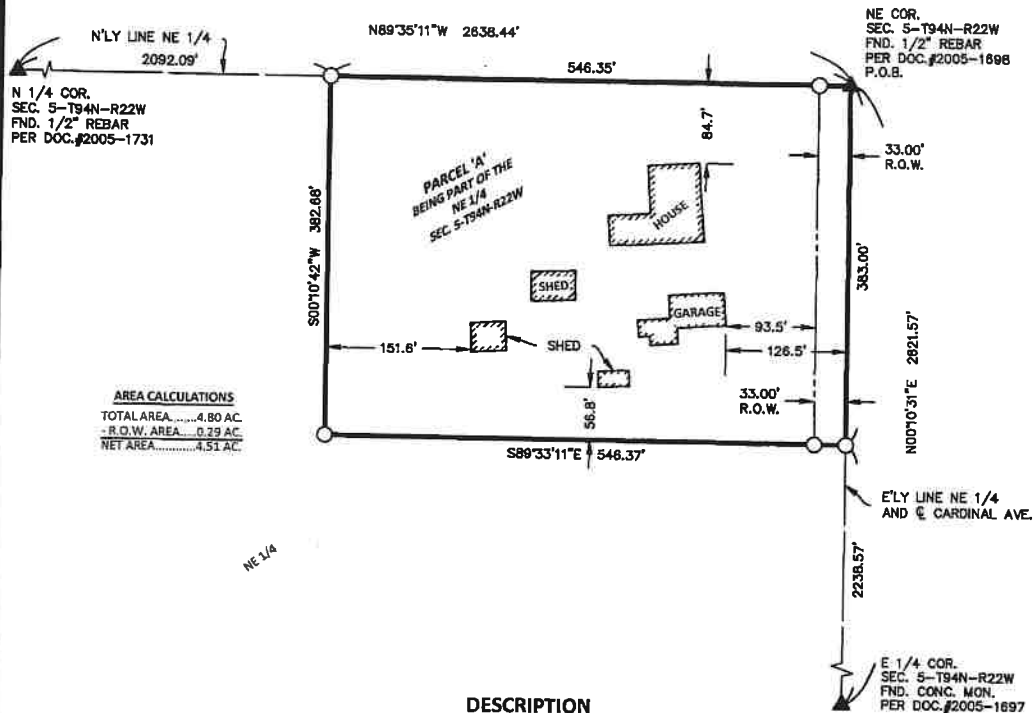 N'LY LINE NE 1/4
2092.09'
N89°35'11"W 2638.44'
546.35'
NE COR.
SEC. 5-T94N-R22W
FND. 1/2" REBAR
PER DOC.#2005-1698
P.O.B.
N 1/4 COR.
SEC. 5-T94N-R22W
FND. 1/2" REBAR
PER DOC.#2005-1731
84.7'
33.00'
R.O.W.
PARCEL 'A'
BEING PART OF THE
NE 1/4
SEC. 5-T94N-R22W
HOUSE
S00°10'42"W 382.68'
383.00'
SHED
GARAGE
93.5'
151.6'
SHED
126.5'
N00°10'31"E 2621.57'
33.00'
R.O.W.
56.8'
AREA CALCULATIONS
TOTAL AREA.......4.80 AC.
- R.O.W. AREA....0.29 AC.
NET AREA............4.51 AC.
S89°33'11"E 546.37'
E'LY LINE NE 1/4
AND ℄ CARDINAL AVE.
NE 1/4
2238.57'
E 1/4 COR.
SEC. 5-T94N-R22W
FND. CONC. MON.
PER DOC.#2005-1697
DESCRIPTION